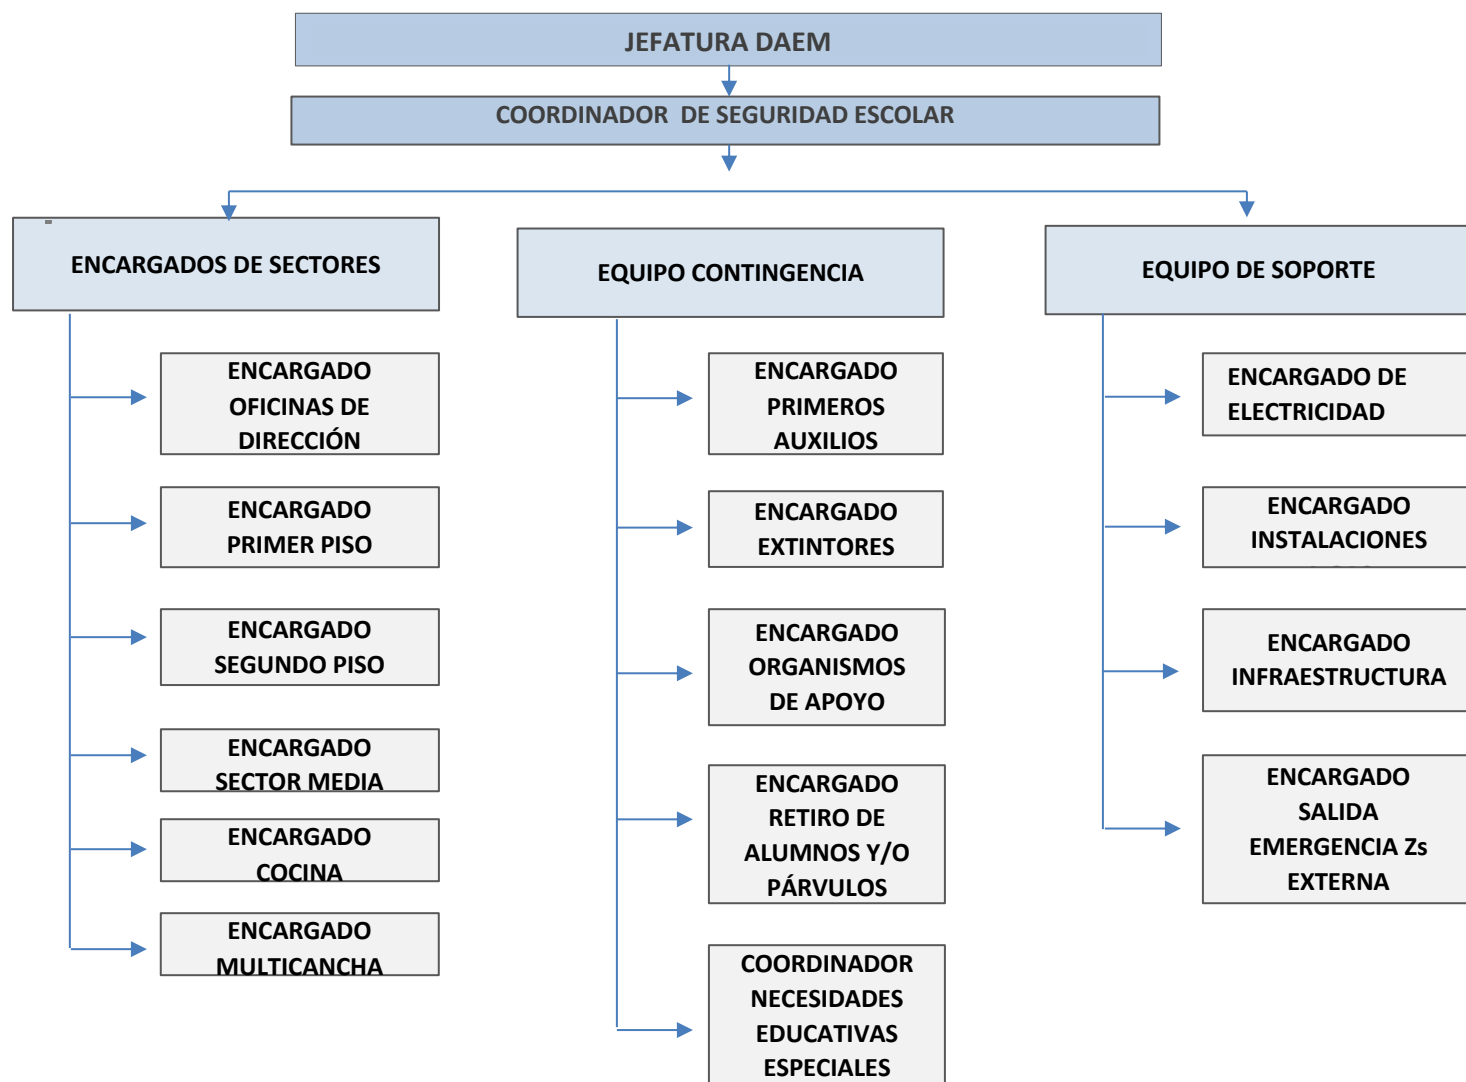 JEFATURA DAEM
COORDINADOR DE SEGURIDAD ESCOLAR
ENCARGADOS DE SECTORES
ENCARGADO
OFICINAS DE
DIRECCIÓN
ENCARGADO
PRIMER PISO
ENCARGADO
SEGUNDO PISO
ENCARGADO
SECTOR MEDIA
ENCARGADO
COCINA
ENCARGADO
MULTICANCHA
EQUIPO CONTINGENCIA
ENCARGADO
PRIMEROS
AUXILIOS
ENCARGADO
EXTINTORES
ENCARGADO
ORGANISMOS
DE APOYO
ENCARGADO
RETIRO DE
ALUMNOS Y/O
PÁRVULOS
COORDINADOR
NECESIDADES
EDUCATIVAS
ESPECIALES
EQUIPO DE SOPORTE
ENCARGADO DE
ELECTRICIDAD
ENCARGADO
INSTALACIONES
ENCARGADO
INFRAESTRUCTURA
ENCARGADO
SALIDA
EMERGENCIA Zs
EXTERNA